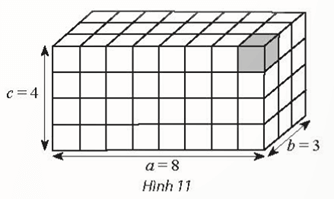 c = 4
b = 3
a = 8
Hình 11